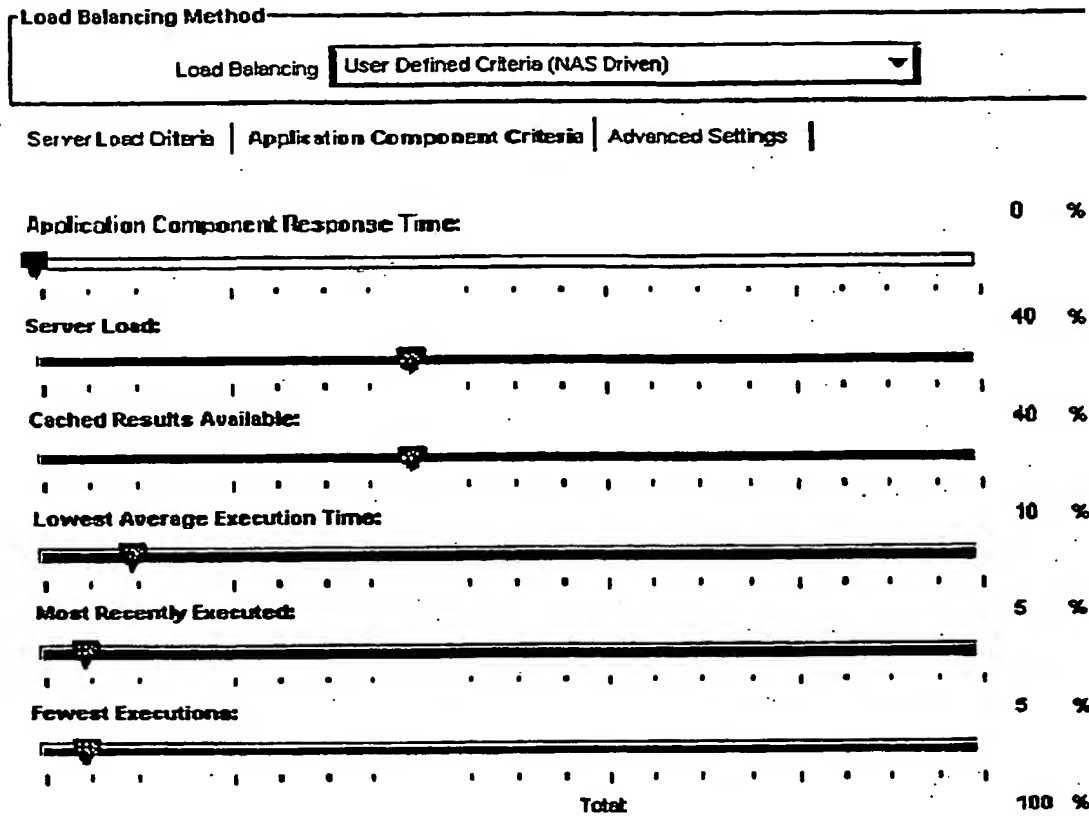 Load Balancing Method
Load Balancing User Defined Criteria (NAS Driven)
Server Load Criteria | Application Component Criteria | Advanced Settings |
Application Component Response Time: 0 %
Server Load: 40 %
Cached Results Available: 40 %
Lowest Average Execution Time: 10 %
Most Recently Executed: 5 %
Fewest Executions: 5 %
Total: 100 %